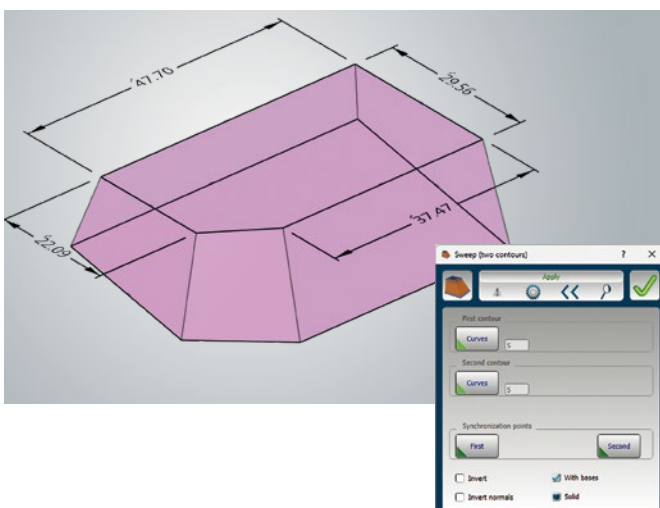 47.70
29.56
37.47
22.09
Sweep (two contours)
?
Apply
First contour
Curves 5
Second contour
Curves 5
Synchronization points
First Second
Invert With bases
Invert normals Solid